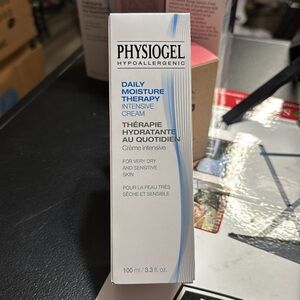 PHYSIOGEL
HYPOALLERGENIC
DAILY
MOISTURE
THERAPY
INTENSIVE
CREAM
THÉRAPIE
HYDRATANTE
AU QUOTIDIEN
Crème intensive
FOR VERY DRY
AND SENSITIVE
SKIN
POUR LA PEAU TRÈS
SÈCHE ET SENSIBLE
100 ml / 3.3 fl. oz.